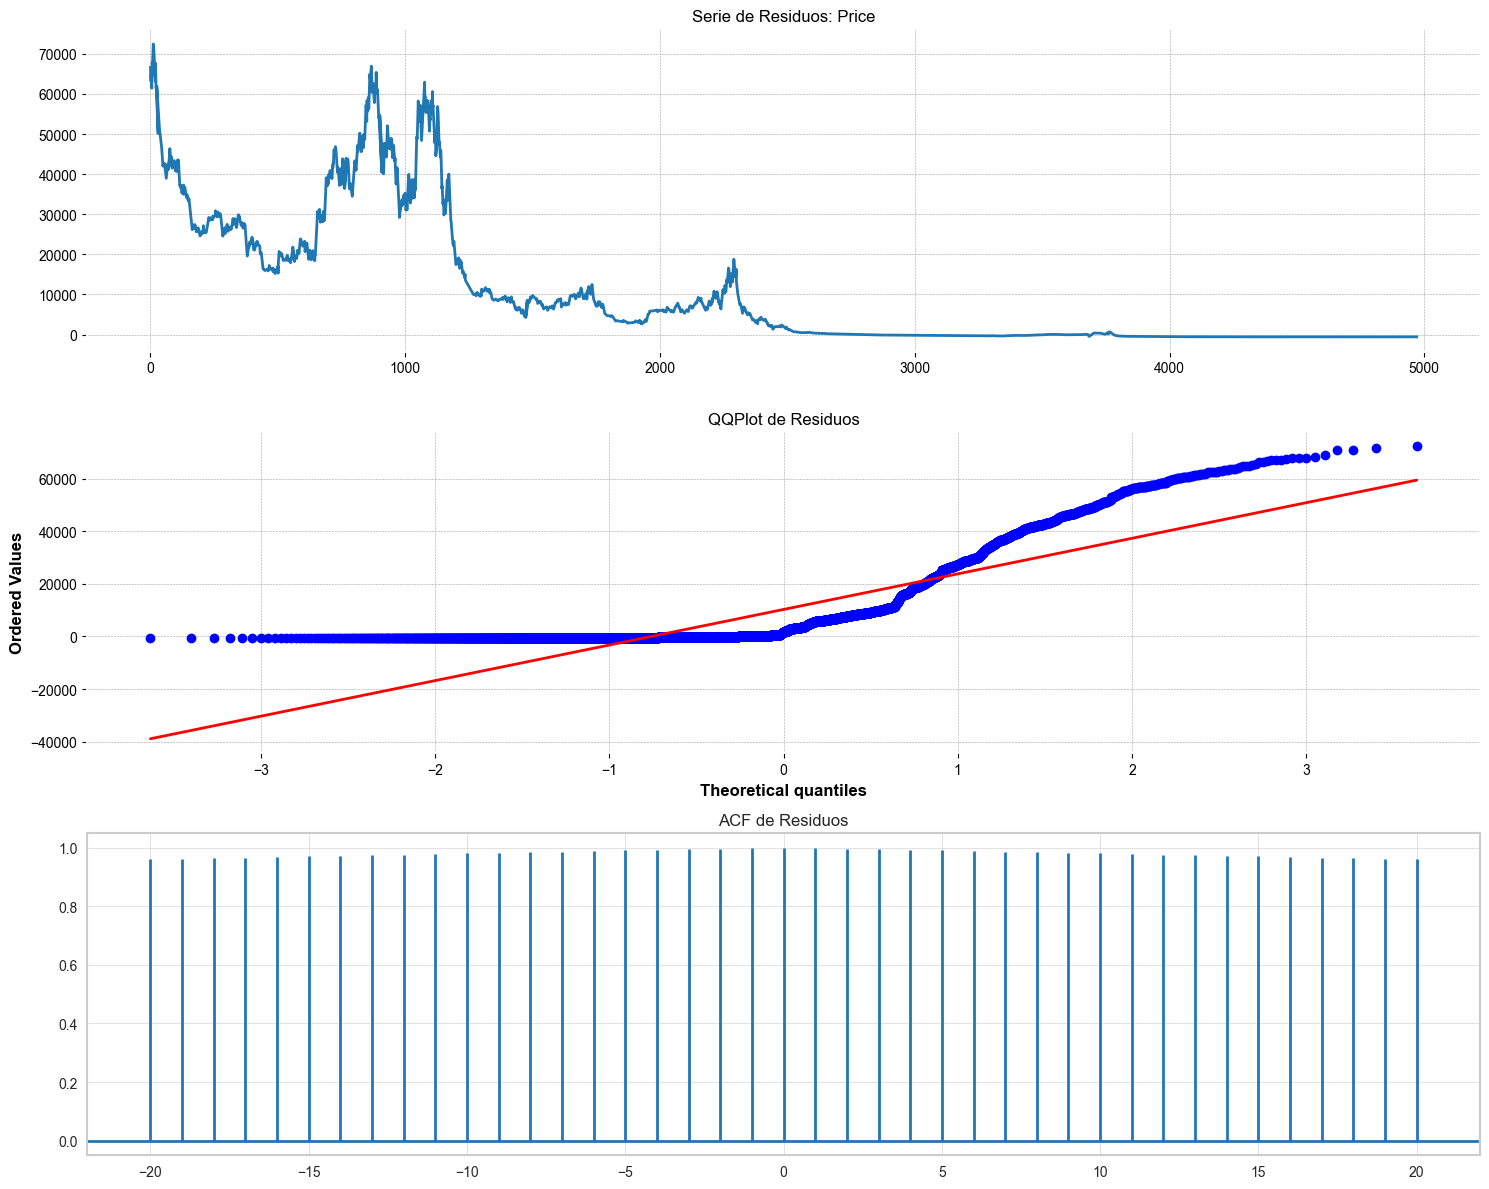 Serie de Residuos: Price
70000
60000
50000
40000
30000
20000
10000
0
0 1000 2000 3000 4000 5000
QQPlot de Residuos
Ordered Values
60000
40000
20000
0
−20000
−40000
−3 −2 −1 0 1 2 3
Theoretical quantiles
ACF de Residuos
1.0
0.8
0.6
0.4
0.2
0.0
−20 −15 −10 −5 0 5 10 15 20